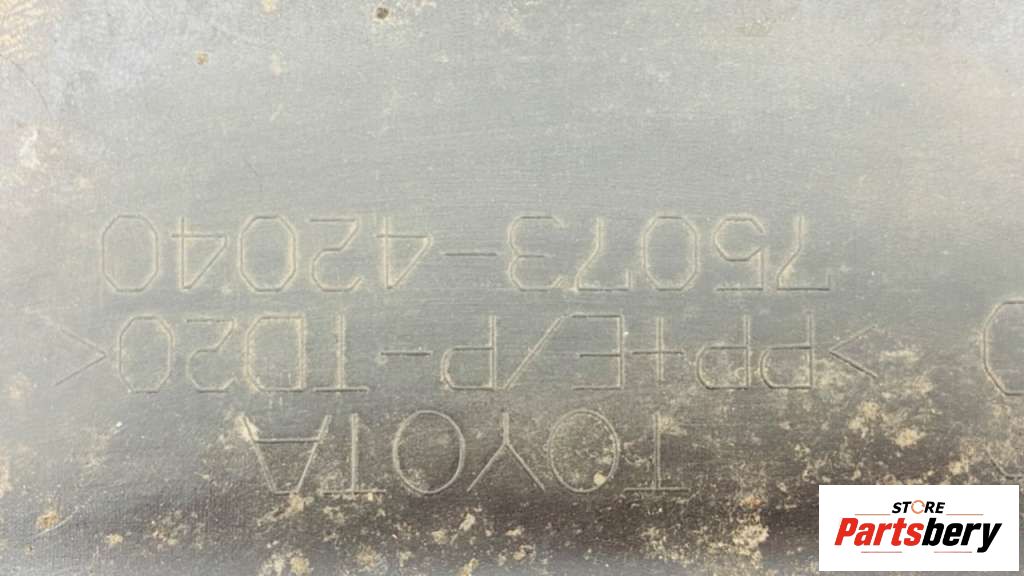 TOYOTA
>PP+E/P-TD20<
75073-42040
STORE
Partsbery